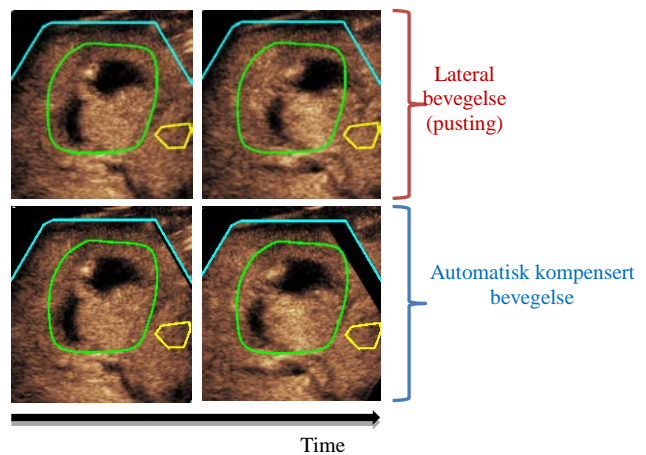 Lateral
bevegelse
(pusting)
Automatisk kompensert
bevegelse
Time